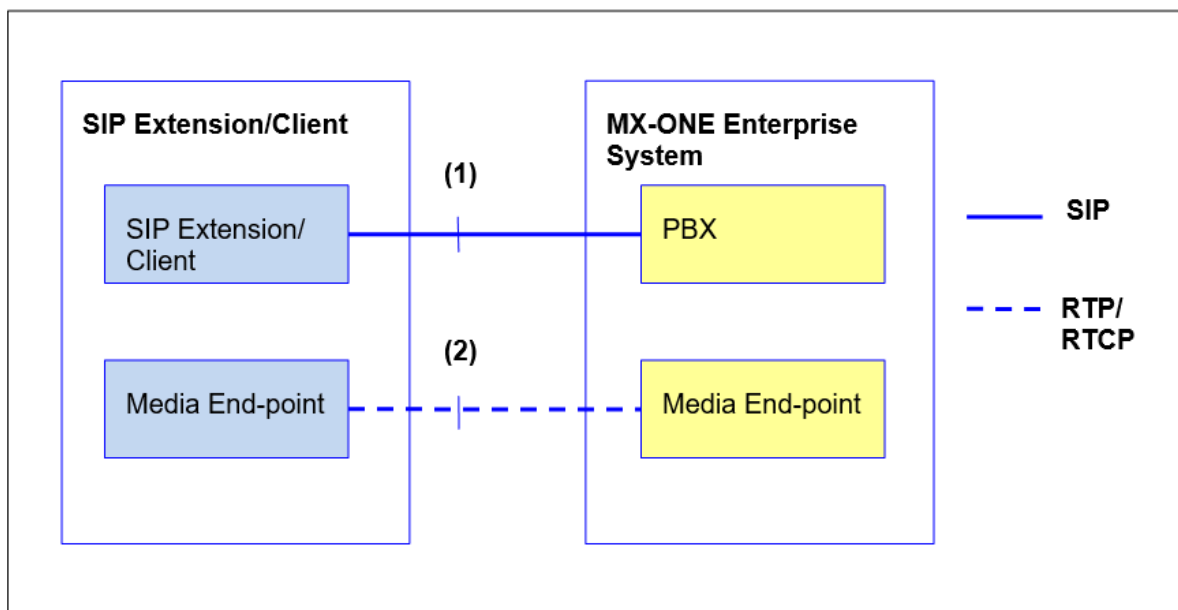 SIP Extension/Client
MX-ONE Enterprise
System
(1)
SIP Extension/
Client
PBX
SIP
RTP/
RTCP
(2)
Media End-point
Media End-point